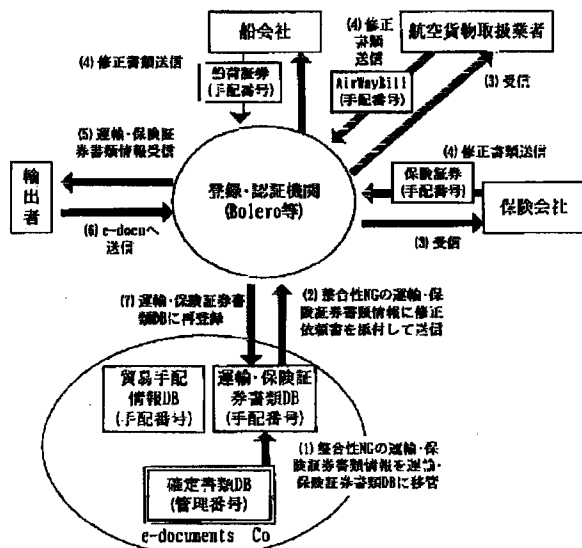 船会社
(4) 修正書類送信
船荷証券
(手配番号)
(4) 修正
書類
送信
航空貨物取扱業者
AirWayBill
(手配番号)
(3) 受信
(5) 運輸・保険証
券書類情報受信
輸出者
(6) e-docuへ
送信
登録・認証機関
(Bolero等)
(4) 修正書類送信
保険証券
(手配番号)
保険会社
(3) 受信
(7) 運輸・保険証券書
類DBに再登録
(2) 整合性NGの運輸・保
険証券書類情報に修正
依頼書を添付して送信
貿易手配
情報DB
(手配番号)
運輸・保険証
券書類DB
(手配番号)
(1) 整合性NGの運輸・保
険証券書類情報を運輸・
保険証券書類DBに移管
確定書類DB
(管理番号)
e-documents Co